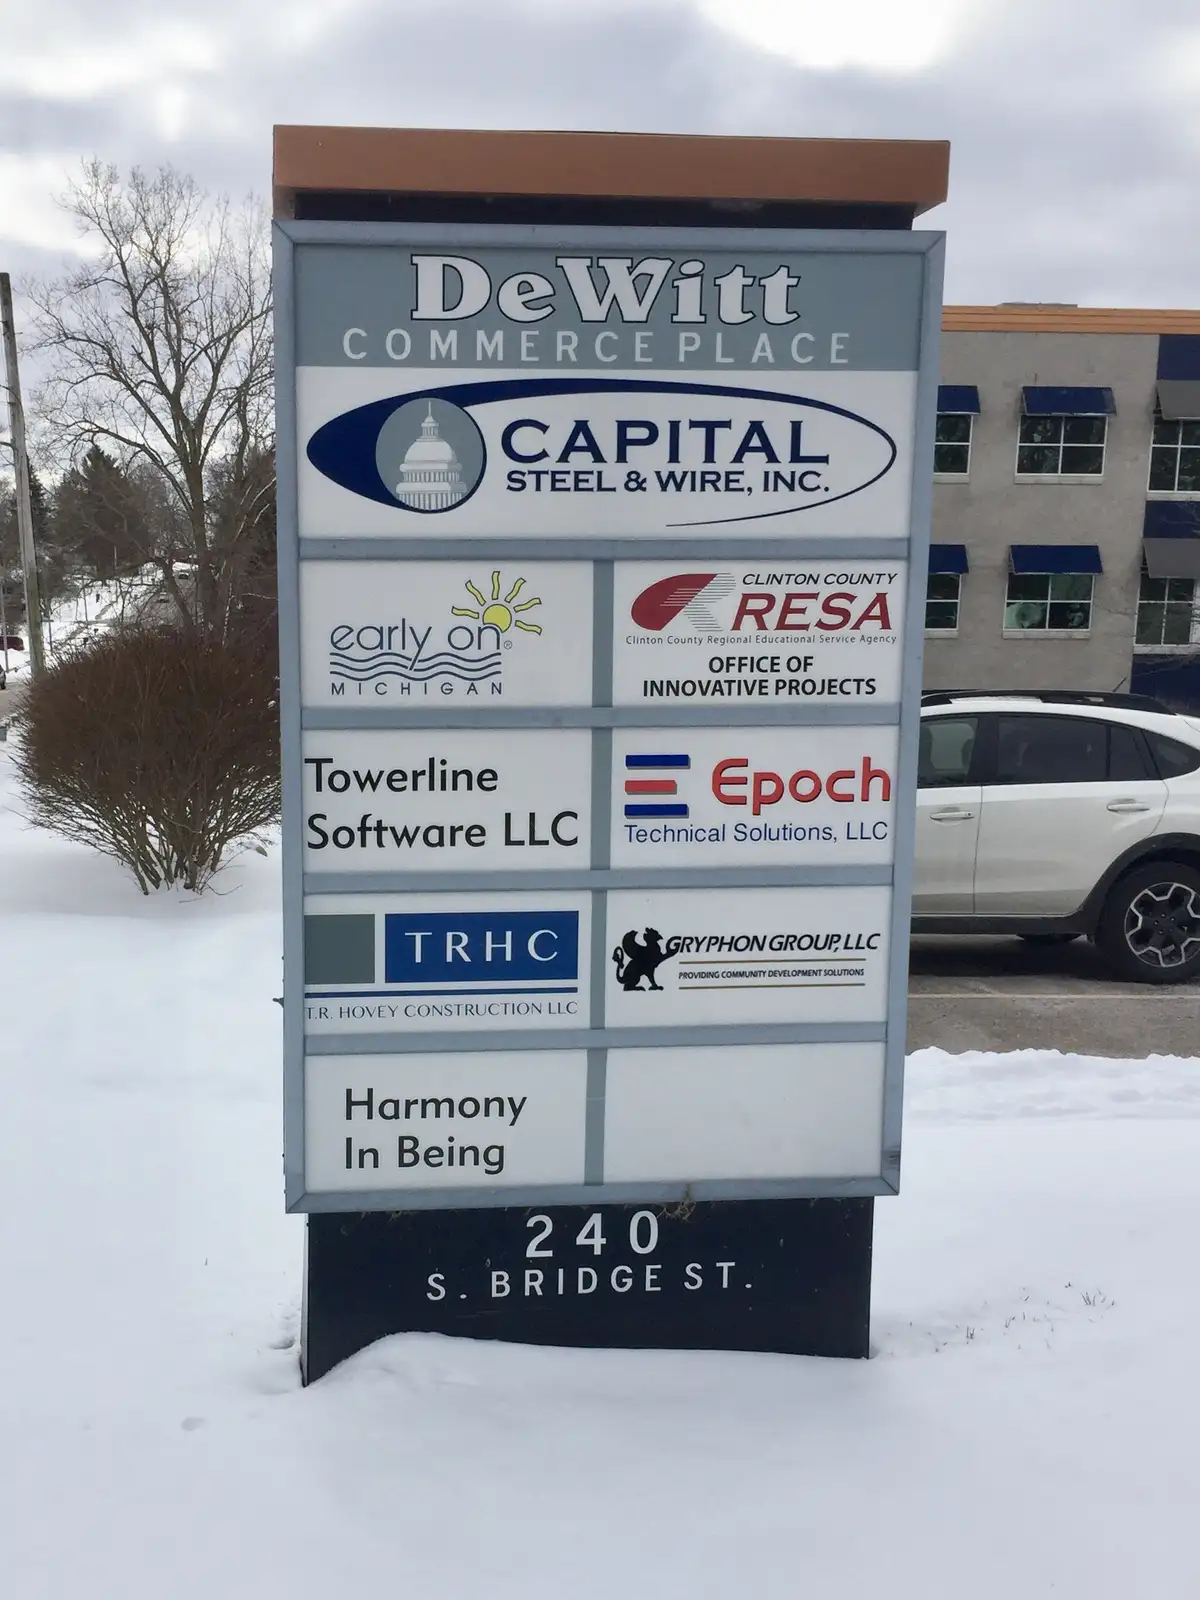 DeWitt
COMMERCE PLACE
CAPITAL
STEEL & WIRE, INC.
early on®
MICHIGAN
CLINTON COUNTY
RESA
Clinton County Regional Educational Service Agency
OFFICE OF
INNOVATIVE PROJECTS
Towerline
Software LLC
Epoch
Technical Solutions, LLC
TRHC
T.R. HOVEY CONSTRUCTION LLC
GRYPHON GROUP, LLC
PROVIDING COMMUNITY DEVELOPMENT SOLUTIONS
Harmony
In Being
240
S. BRIDGE ST.